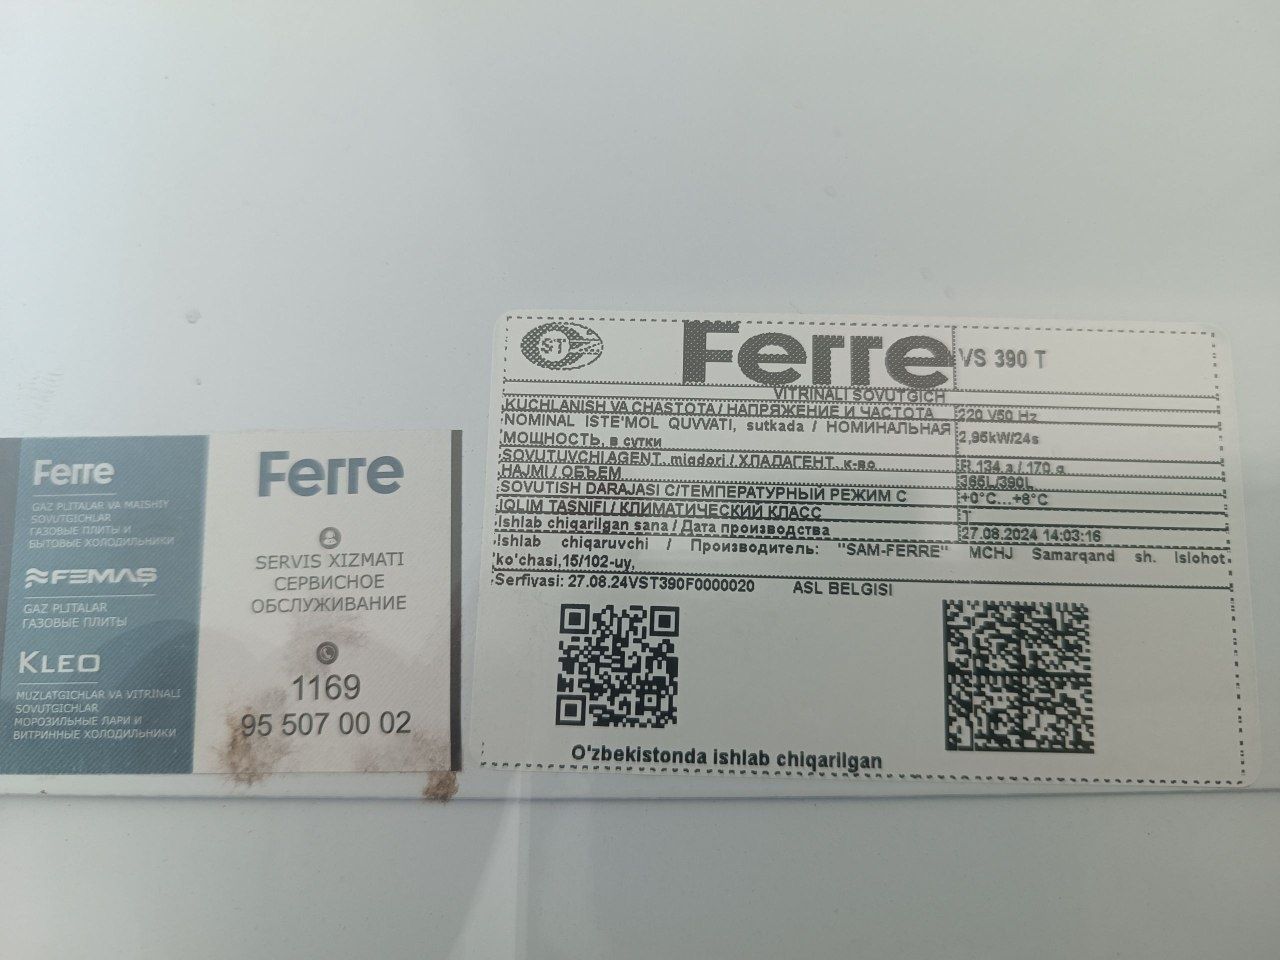 Ferre
GAZ PLITALAR VA MAISHIY
SOVUTGICHLAR
ГАЗОВЫЕ ПЛИТЫ И
БЫТОВЫЕ ХОЛОДИЛЬНИКИ
FEMAŞ
GAZ PLITALAR
ГАЗОВЫЕ ПЛИТЫ
KLEO
MUZLATGICHLAR VA VITRINALI
SOVUTGICHLAR
МОРОЗИЛЬНЫЕ ЛАРИ И
ВИТРИННЫЕ ХОЛОДИЛЬНИКИ
Ferre
SERVIS XIZMATI
СЕРВИСНОЕ
ОБСЛУЖИВАНИЕ
1169
95 507 00 02
ST Ferre VS 390 T
VITRINALI SOVUTGICH
KUCHLANISH VA CHASTOTA / НАПРЯЖЕНИЕ И ЧАСТОТА 220 V50 Hz
NOMINAL ISTE'MOL QUVVATI, sutkada / НОМИНАЛЬНАЯ
МОЩНОСТЬ, в сутки 2,95kW/24s
SOVUTUVCHI AGENT, miqdori / ХЛАДАГЕНТ, к-во R 134 a / 170 g
HAJMI / ОБЪЕМ 365L/390L
SOVUTISH DARAJASI C/ТЕМПЕРАТУРНЫЙ РЕЖИМ С +0°C...+8°C
IQLIM TASNIFI / КЛИМАТИЧЕСКИЙ КЛАСС T
Ishlab chiqarilgan sana / Дата производства 27.08.2024 14:03:16
Ishlab chiqaruvchi / Производитель: "SAM-FERRE" MCHJ Samarqand sh. Islohot
ko'chasi,15/102-uy,
Serfiyasi: 27.08.24VST390F0000020 ASL BELGISI
O'zbekistonda ishlab chiqarilgan